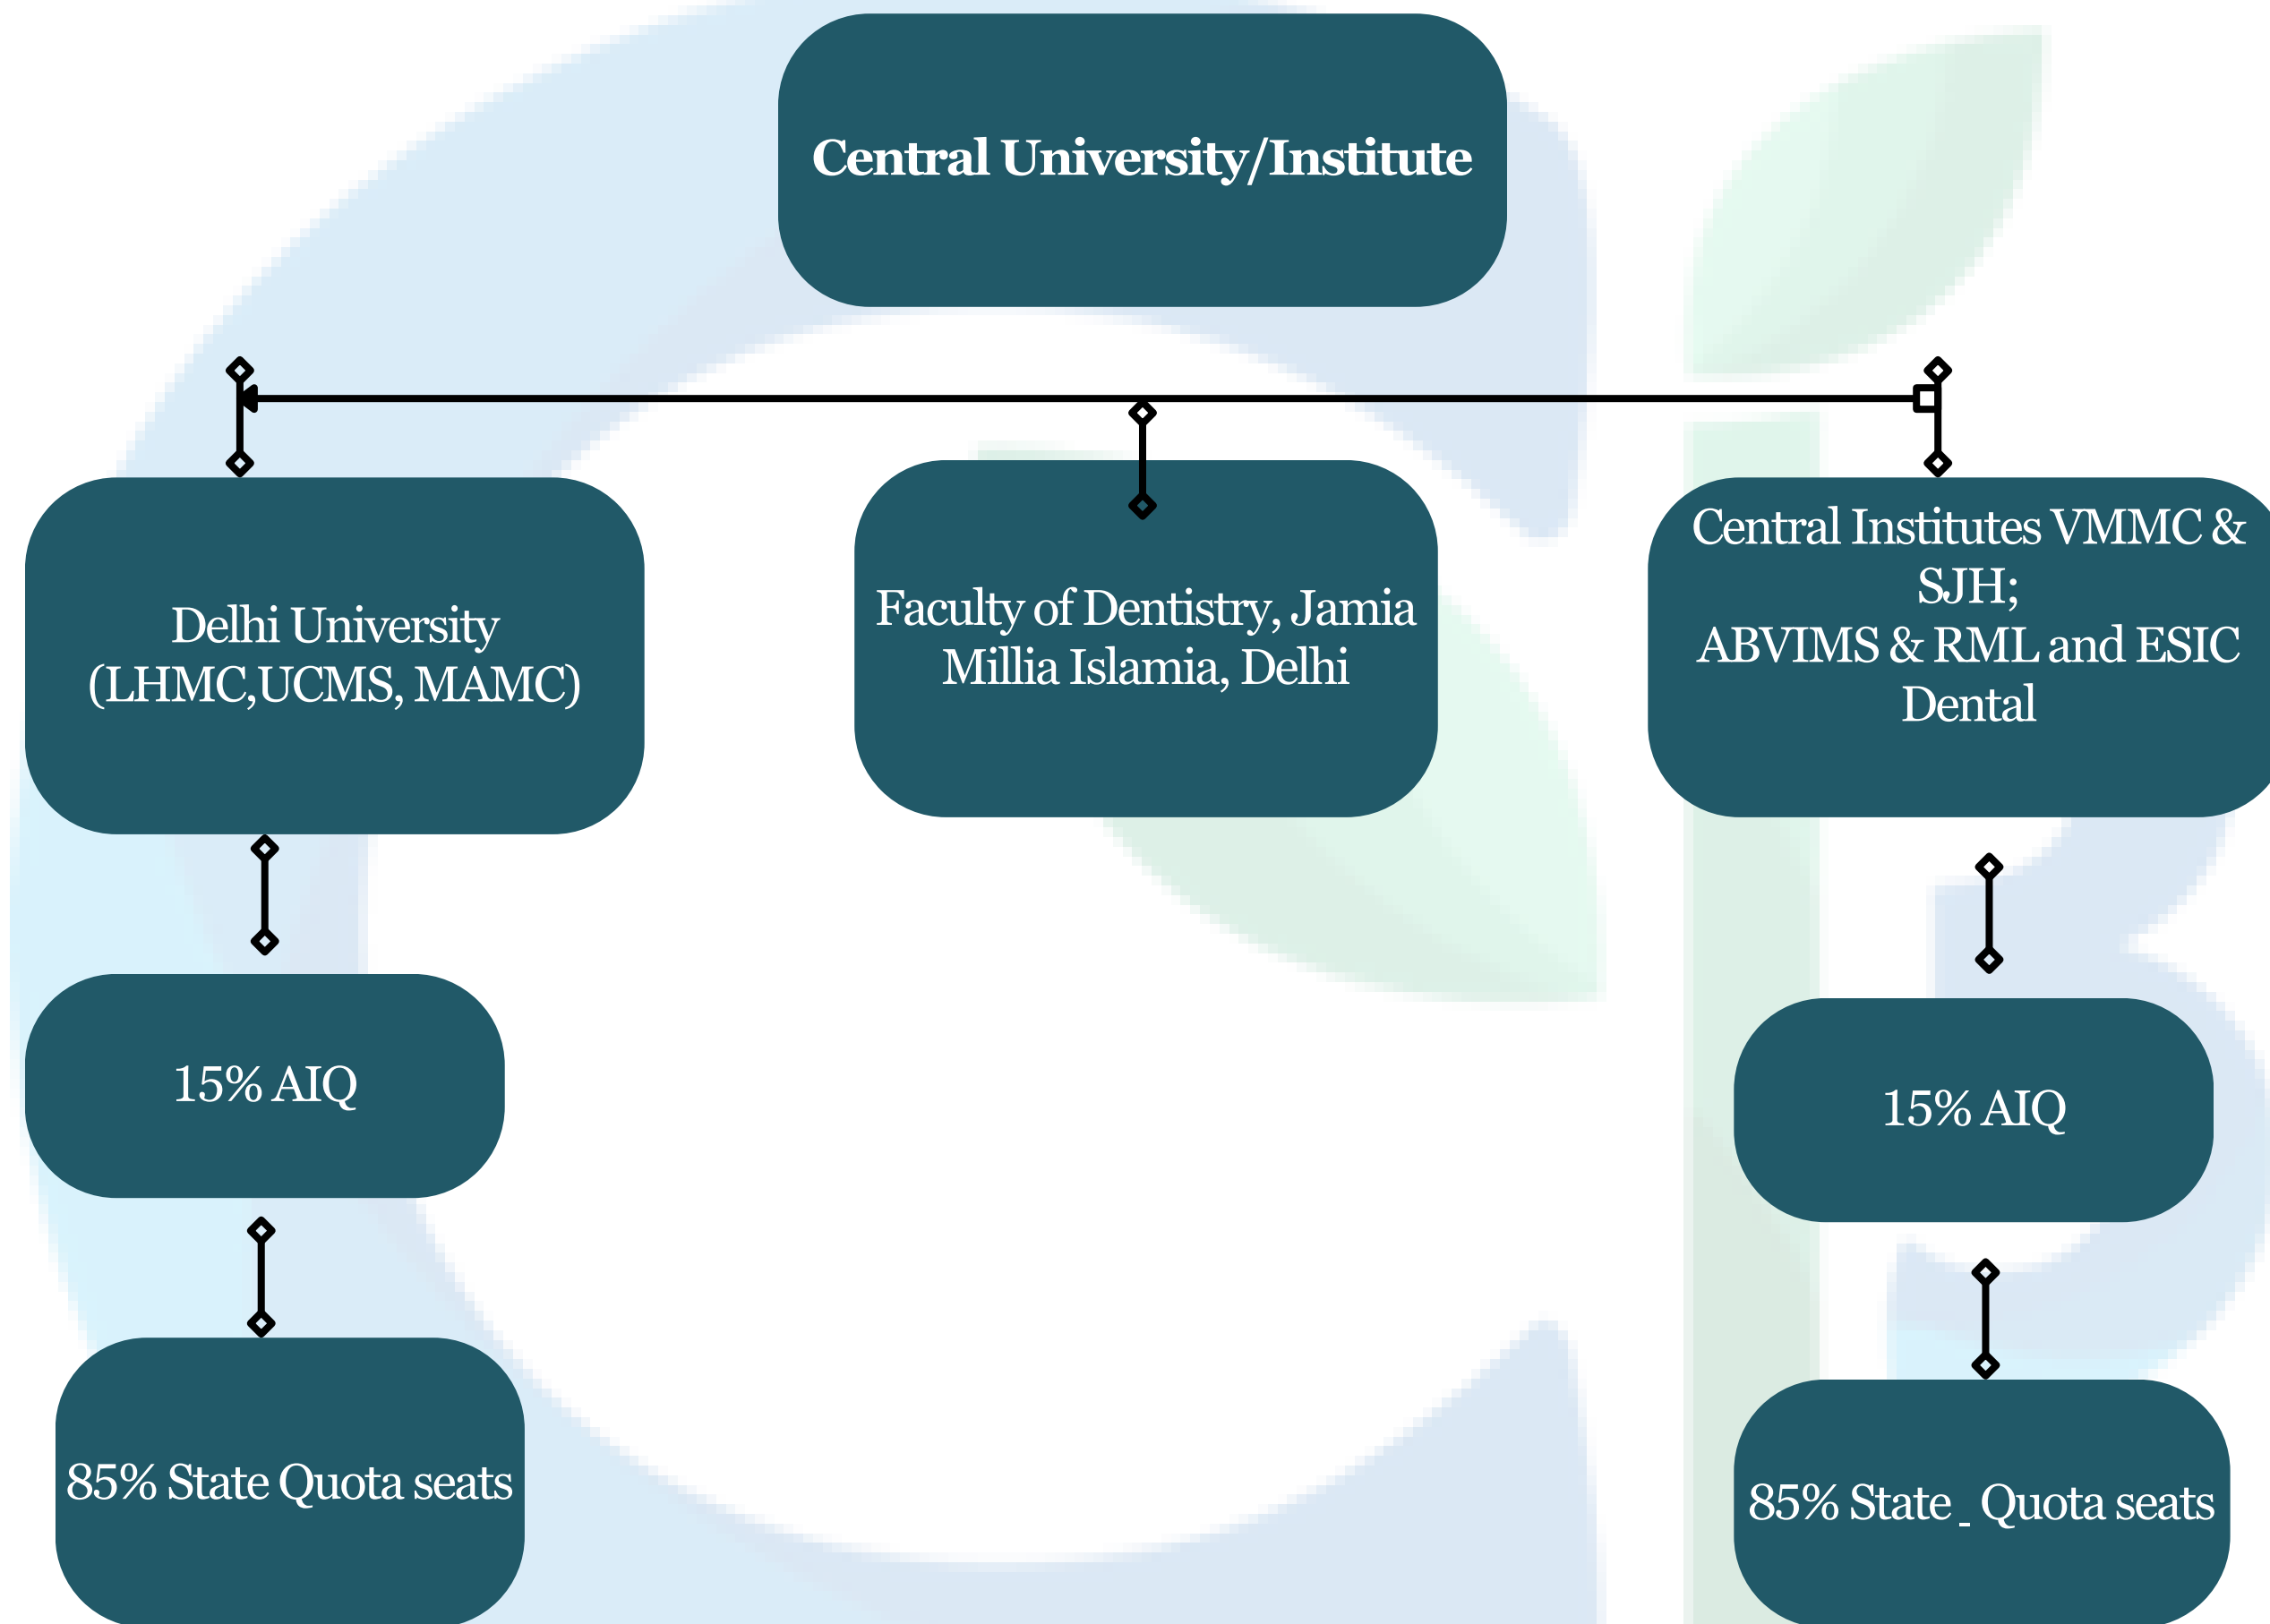 Central University/Institute
Delhi University
(LHMC,UCMS, MAMC)
Faculty of Dentistry, Jamia
Millia Islamia, Delhi
Central Institutes VMMC &
SJH;
ABVIMS & RML and ESIC
Dental
15% AIQ
15% AIQ
85% State Quota seats
85% State_ Quota seats